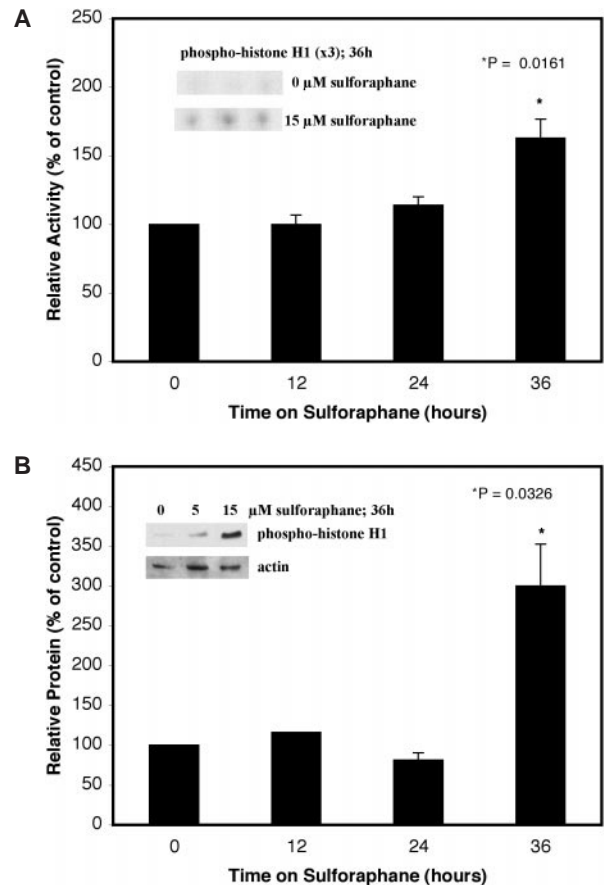 A
250
200
150
100
50
0
Relative Activity (% of control)
phospho-histone H1 (x3); 36h
0 µM sulforaphane
15 µM sulforaphane
*P = 0.0161
*
0 12 24 36
Time on Sulforaphane (hours)
B
450
400
350
300
250
200
150
100
50
0
Relative Protein (% of control)
0 5 15 µM sulforaphane; 36h
phospho-histone H1
actin
*P = 0.0326
*
0 12 24 36
Time on Sulforaphane (hours)